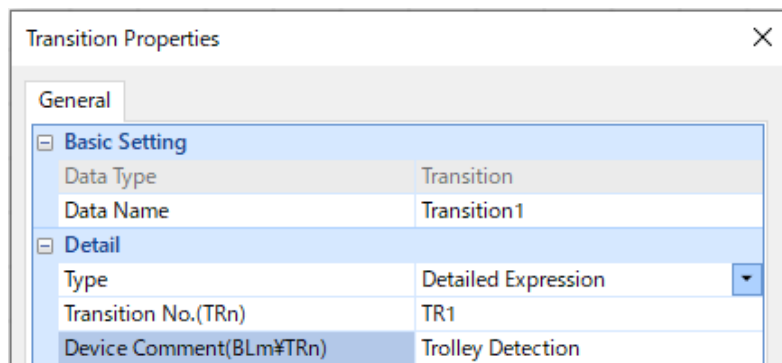 Transition Properties
General
Basic Setting
Data Type Transition
Data Name Transition1
Detail
Type Detailed Expression
Transition No.(TRn) TR1
Device Comment(BLm¥TRn) Trolley Detection